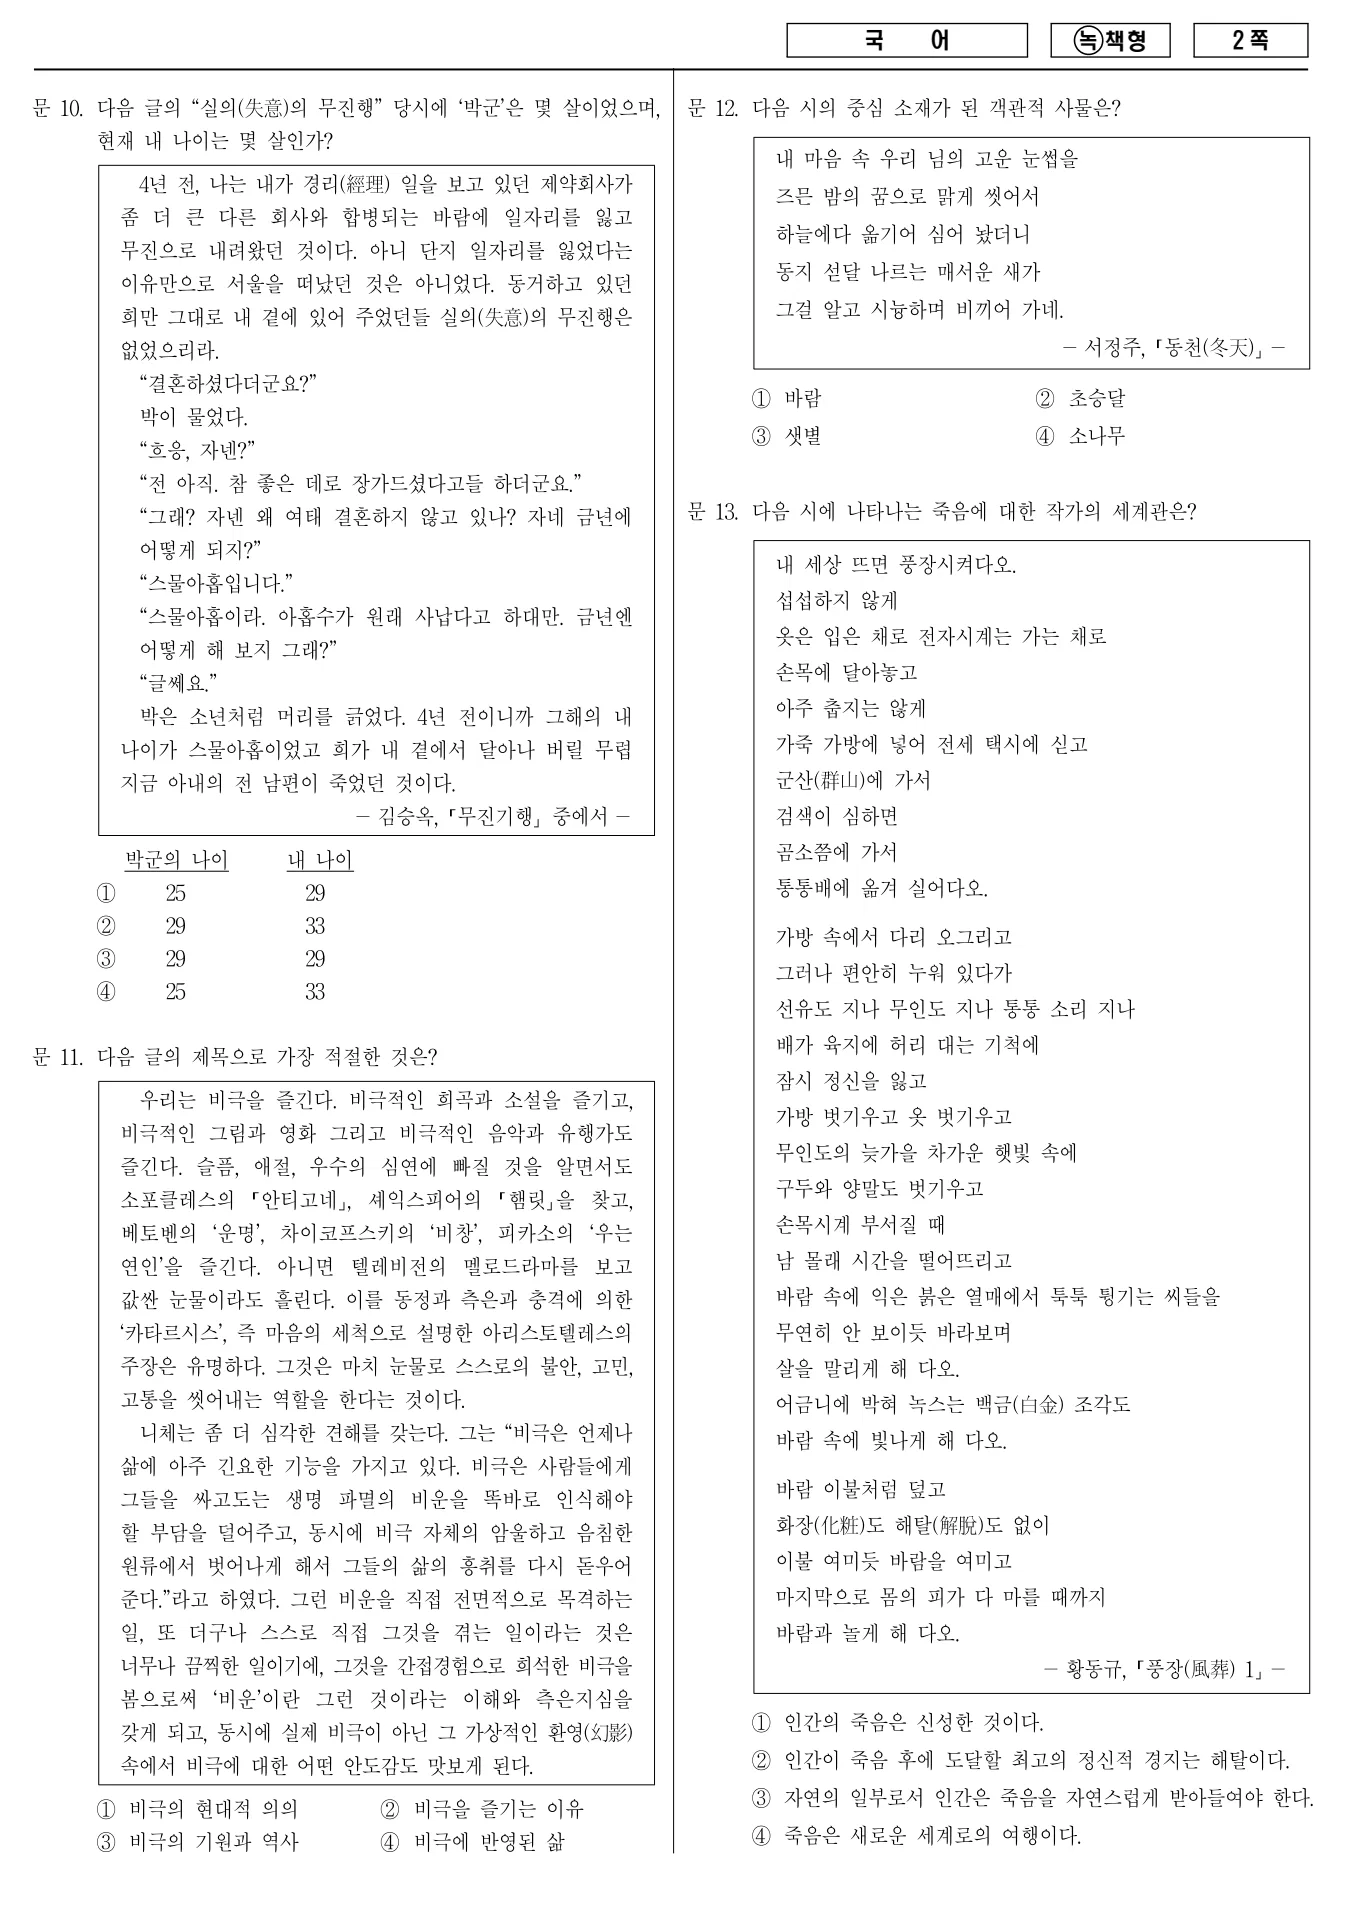 국 어
녹책형
2쪽
문 10. 다음 글의 “실의(失意)의 무진행” 당시에 ‘박군’은 몇 살이었으며,
현재 내 나이는 몇 살인가?
4년 전, 나는 내가 경리(經理) 일을 보고 있던 제약회사가
좀 더 큰 다른 회사와 합병되는 바람에 일자리를 잃고
무진으로 내려왔던 것이다. 아니 단지 일자리를 잃었다는
이유만으로 서울을 떠났던 것은 아니었다. 동거하고 있던
희만 그대로 내 곁에 있어 주었던들 실의(失意)의 무진행은
없었으리라.
“결혼하셨다더군요?”
박이 물었다.
“흐응, 자넨?”
“전 아직. 참 좋은 데로 장가드셨다고들 하더군요.”
“그래? 자넨 왜 여태 결혼하지 않고 있나? 자네 금년에
어떻게 되지?”
“스물아홉입니다.”
“스물아홉이라. 아홉수가 원래 사납다고 하대만. 금년엔
어떻게 해 보지 그래?”
“글쎄요.”
박은 소년처럼 머리를 긁었다. 4년 전이니까 그해의 내
나이가 스물아홉이었고 희가 내 곁에서 달아나 버릴 무렵
지금 아내의 전 남편이 죽었던 것이다.
– 김승옥, 「무진기행」 중에서 –
박군의 나이 내 나이
① 25 29
② 29 33
③ 29 29
④ 25 33
문 11. 다음 글의 제목으로 가장 적절한 것은?
우리는 비극을 즐긴다. 비극적인 희곡과 소설을 즐기고,
비극적인 그림과 영화 그리고 비극적인 음악과 유행가도
즐긴다. 슬픔, 애절, 우수의 심연에 빠질 것을 알면서도
소포클레스의 「안티고네」, 셰익스피어의 「햄릿」을 찾고,
베토벤의 ‘운명’, 차이코프스키의 ‘비창’, 피카소의 ‘우는
연인’을 즐긴다. 아니면 텔레비전의 멜로드라마를 보고
값싼 눈물이라도 흘린다. 이를 동정과 측은과 충격에 의한
‘카타르시스’, 즉 마음의 세척으로 설명한 아리스토텔레스의
주장은 유명하다. 그것은 마치 눈물로 스스로의 불안, 고민,
고통을 씻어내는 역할을 한다는 것이다.
니체는 좀 더 심각한 견해를 갖는다. 그는 “비극은 언제나
삶에 아주 긴요한 기능을 가지고 있다. 비극은 사람들에게
그들을 싸고도는 생명 파멸의 비운을 똑바로 인식해야
할 부담을 덜어주고, 동시에 비극 자체의 암울하고 음침한
원류에서 벗어나게 해서 그들의 삶의 흥취를 다시 돋우어
준다.”라고 하였다. 그런 비운을 직접 전면적으로 목격하는
일, 또 더구나 스스로 직접 그것을 겪는 일이라는 것은
너무나 끔찍한 일이기에, 그것을 간접경험으로 희석한 비극을
봄으로써 ‘비운’이란 그런 것이라는 이해와 측은지심을
갖게 되고, 동시에 실제 비극이 아닌 그 가상적인 환영(幻影)
속에서 비극에 대한 어떤 안도감도 맛보게 된다.
① 비극의 현대적 의의 ② 비극을 즐기는 이유
③ 비극의 기원과 역사 ④ 비극에 반영된 삶
문 12. 다음 시의 중심 소재가 된 객관적 사물은?
내 마음 속 우리 님의 고운 눈썹을
즈믄 밤의 꿈으로 맑게 씻어서
하늘에다 옮기어 심어 놨더니
동지 섣달 나르는 매서운 새가
그걸 알고 시늉하며 비끼어 가네.
– 서정주, 「동천(冬天)」 –
① 바람 ② 초승달
③ 샛별 ④ 소나무
문 13. 다음 시에 나타나는 죽음에 대한 작가의 세계관은?
내 세상 뜨면 풍장시켜다오.
섭섭하지 않게
옷은 입은 채로 전자시계는 가는 채로
손목에 달아놓고
아주 춥지는 않게
가죽 가방에 넣어 전세 택시에 싣고
군산(群山)에 가서
검색이 심하면
곰소쯤에 가서
통통배에 옮겨 실어다오.
가방 속에서 다리 오그리고
그러나 편안히 누워 있다가
선유도 지나 무인도 지나 통통 소리 지나
배가 육지에 허리 대는 기척에
잠시 정신을 잃고
가방 벗기우고 옷 벗기우고
무인도의 늦가을 차가운 햇빛 속에
구두와 양말도 벗기우고
손목시계 부서질 때
남 몰래 시간을 떨어뜨리고
바람 속에 익은 붉은 열매에서 툭툭 튕기는 씨들을
무연히 안 보이듯 바라보며
살을 말리게 해 다오.
어금니에 박혀 녹스는 백금(白金) 조각도
바람 속에 빛나게 해 다오.
바람 이불처럼 덮고
화장(化粧)도 해탈(解脫)도 없이
이불 여미듯 바람을 여미고
마지막으로 몸의 피가 다 마를 때까지
바람과 놀게 해 다오.
– 황동규, 「풍장(風葬) 1」 –
① 인간의 죽음은 신성한 것이다.
② 인간이 죽음 후에 도달할 최고의 정신적 경지는 해탈이다.
③ 자연의 일부로서 인간은 죽음을 자연스럽게 받아들여야 한다.
④ 죽음은 새로운 세계로의 여행이다.